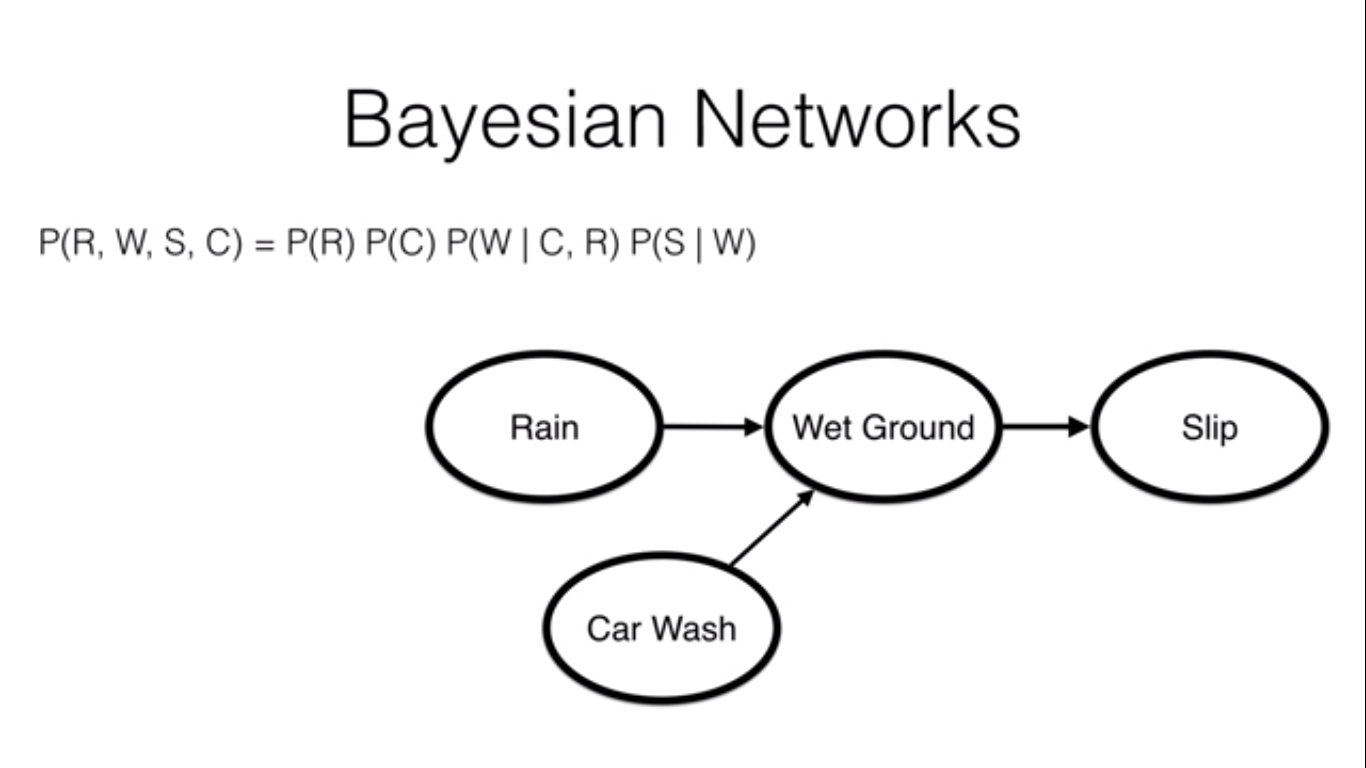 Bayesian Networks
P(R, W, S, C) = P(R) P(C) P(W | C, R) P(S | W)
Rain
Wet Ground
Slip
Car Wash